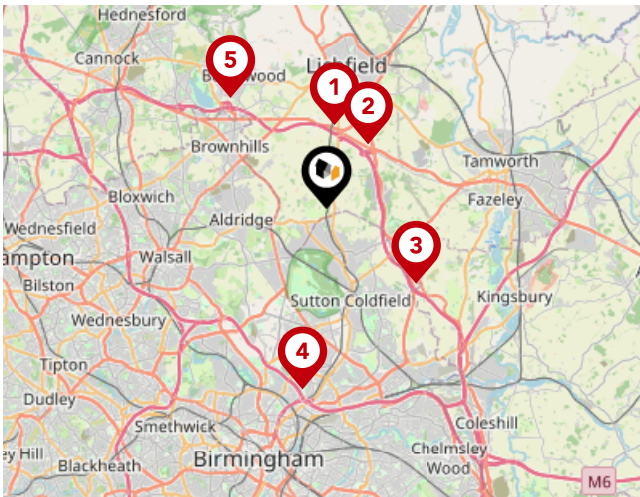 Hednesford
Cannock
5
Lichfield
1
2
Brownhills
Tamworth
Bloxwich
Fazeley
Wednesfield
Aldridge
3
Walsall
Bilston
Sutton Coldfield
Kingsbury
Wednesbury
4
Tipton
Dudley
Coleshill
Smethwick
Birmingham
Chelmsley
Wood
Blackheath
M6